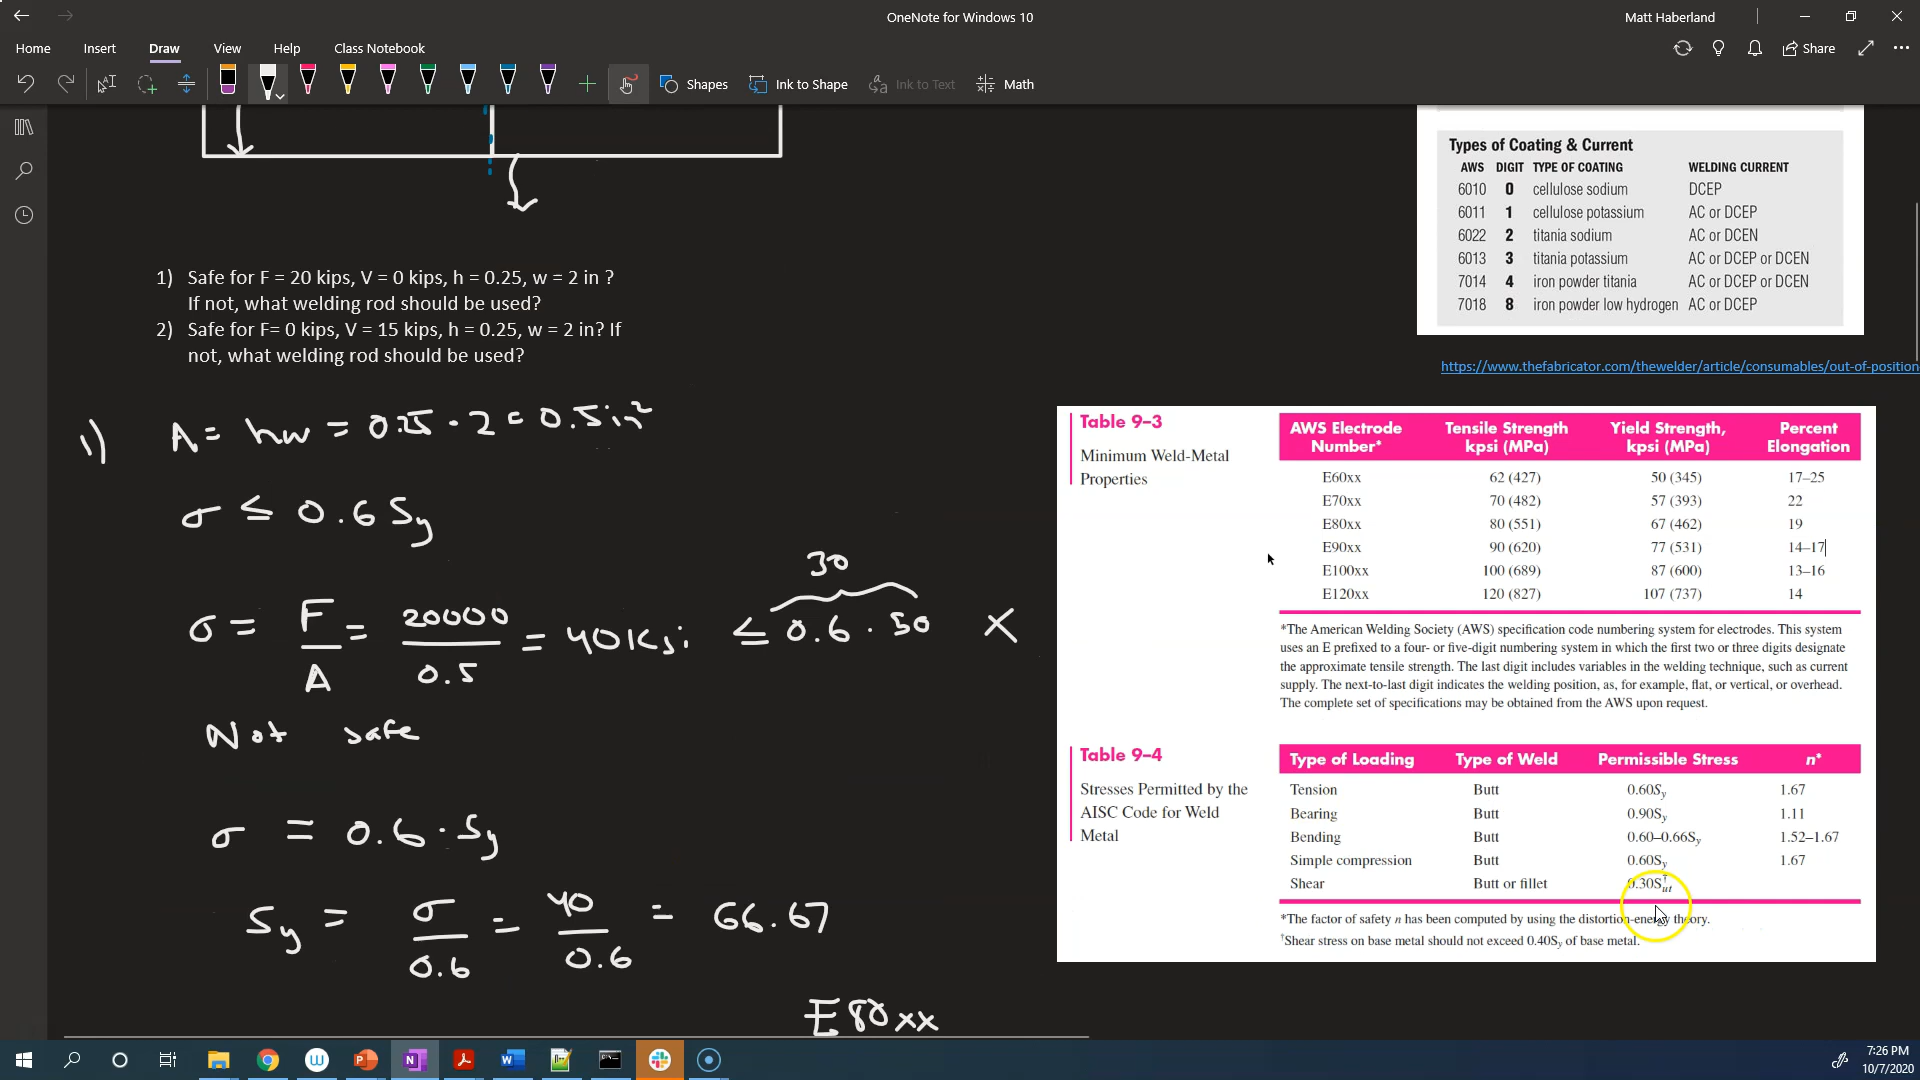 OneNote for Windows 10
Matt Haberland
Home Insert Draw View Help Class Notebook
Share
Shapes Ink to Shape Ink to Text Math
1) Safe for F = 20 kips, V = 0 kips, h = 0.25, w = 2 in ?
If not, what welding rod should be used?
2) Safe for F= 0 kips, V = 15 kips, h = 0.25, w = 2 in? If
not, what welding rod should be used?
1) A = hw = 0.25 · 2 = 0.5 in²
σ ≤ 0.6 Sy
30
σ = F/A = 20000/0.5 = 40 Ksi ≤ 0.6 · 50 X
Not safe
σ = 0.6 · Sy
Sy = σ/0.6 = 40/0.6 = 66.67
E80xx
Types of Coating & Current
AWS DIGIT TYPE OF COATING WELDING CURRENT
6010 0 cellulose sodium DCEP
6011 1 cellulose potassium AC or DCEP
6022 2 titania sodium AC or DCEN
6013 3 titania potassium AC or DCEP or DCEN
7014 4 iron powder titania AC or DCEP or DCEN
7018 8 iron powder low hydrogen AC or DCEP
https://www.thefabricator.com/thewelder/article/consumables/out-of-position
Table 9–3
Minimum Weld-Metal
Properties
AWS Electrode Number* Tensile Strength kpsi (MPa) Yield Strength, kpsi (MPa) Percent Elongation
E60xx 62 (427) 50 (345) 17–25
E70xx 70 (482) 57 (393) 22
E80xx 80 (551) 67 (462) 19
E90xx 90 (620) 77 (531) 14–17
E100xx 100 (689) 87 (600) 13–16
E120xx 120 (827) 107 (737) 14
*The American Welding Society (AWS) specification code numbering system for electrodes. This system
uses an E prefixed to a four- or five-digit numbering system in which the first two or three digits designate
the approximate tensile strength. The last digit includes variables in the welding technique, such as current
supply. The next-to-last digit indicates the welding position, as, for example, flat, or vertical, or overhead.
The complete set of specifications may be obtained from the AWS upon request.
Table 9–4
Stresses Permitted by the
AISC Code for Weld
Metal
Type of Loading Type of Weld Permissible Stress n*
Tension Butt 0.60Sy 1.67
Bearing Butt 0.90Sy 1.11
Bending Butt 0.60–0.66Sy 1.52–1.67
Simple compression Butt 0.60Sy 1.67
Shear Butt or fillet 0.30S†ut
*The factor of safety n has been computed by using the distortion-energy theory.
†Shear stress on base metal should not exceed 0.40Sy of base metal.
7:26 PM
10/7/2020